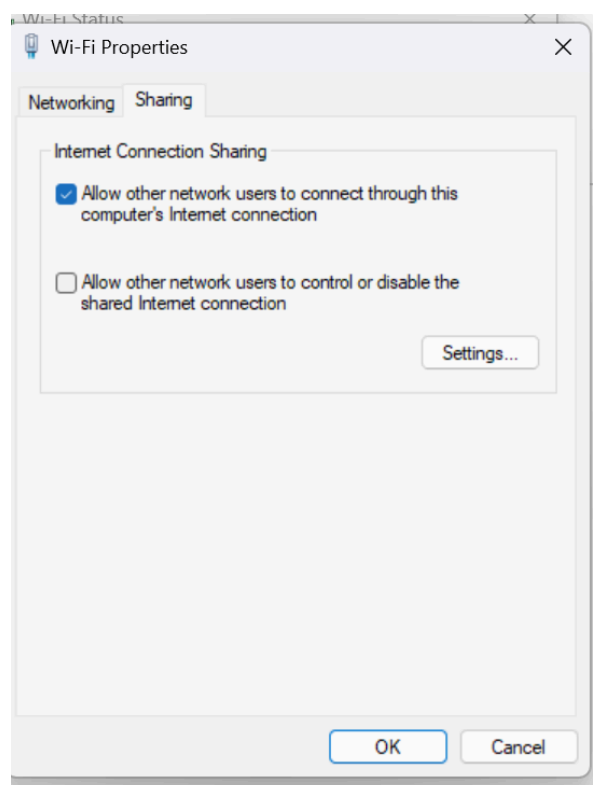 Wi-Fi Status
Wi-Fi Properties
Networking
Sharing
Internet Connection Sharing
Allow other network users to connect through this
computer's Internet connection
Allow other network users to control or disable the
shared Internet connection
Settings...
OK
Cancel